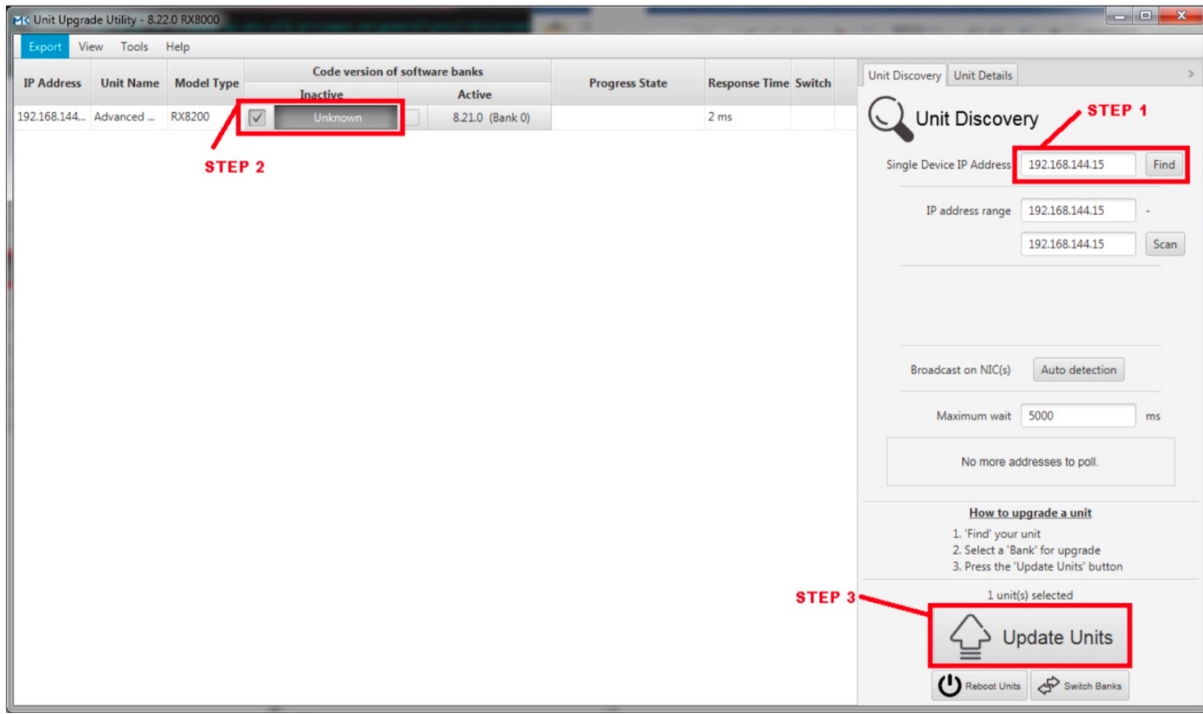 Unit Upgrade Utility - 8.22.0 RX8000
Export View Tools Help
IP Address Unit Name Model Type Code version of software banks Progress State Response Time Switch
Inactive Active
192.168.144... Advanced ... RX8200 Unknown 8.21.0 (Bank 0) 2 ms
STEP 2
Unit Discovery Unit Details
Unit Discovery
STEP 1
Single Device IP Address 192.168.144.15 Find
IP address range 192.168.144.15 -
192.168.144.15 Scan
Broadcast on NIC(s) Auto detection
Maximum wait 5000 ms
No more addresses to poll.
How to upgrade a unit
1. 'Find' your unit
2. Select a 'Bank' for upgrade
3. Press the 'Update Units' button
1 unit(s) selected
STEP 3
Update Units
Reboot Units Switch Banks